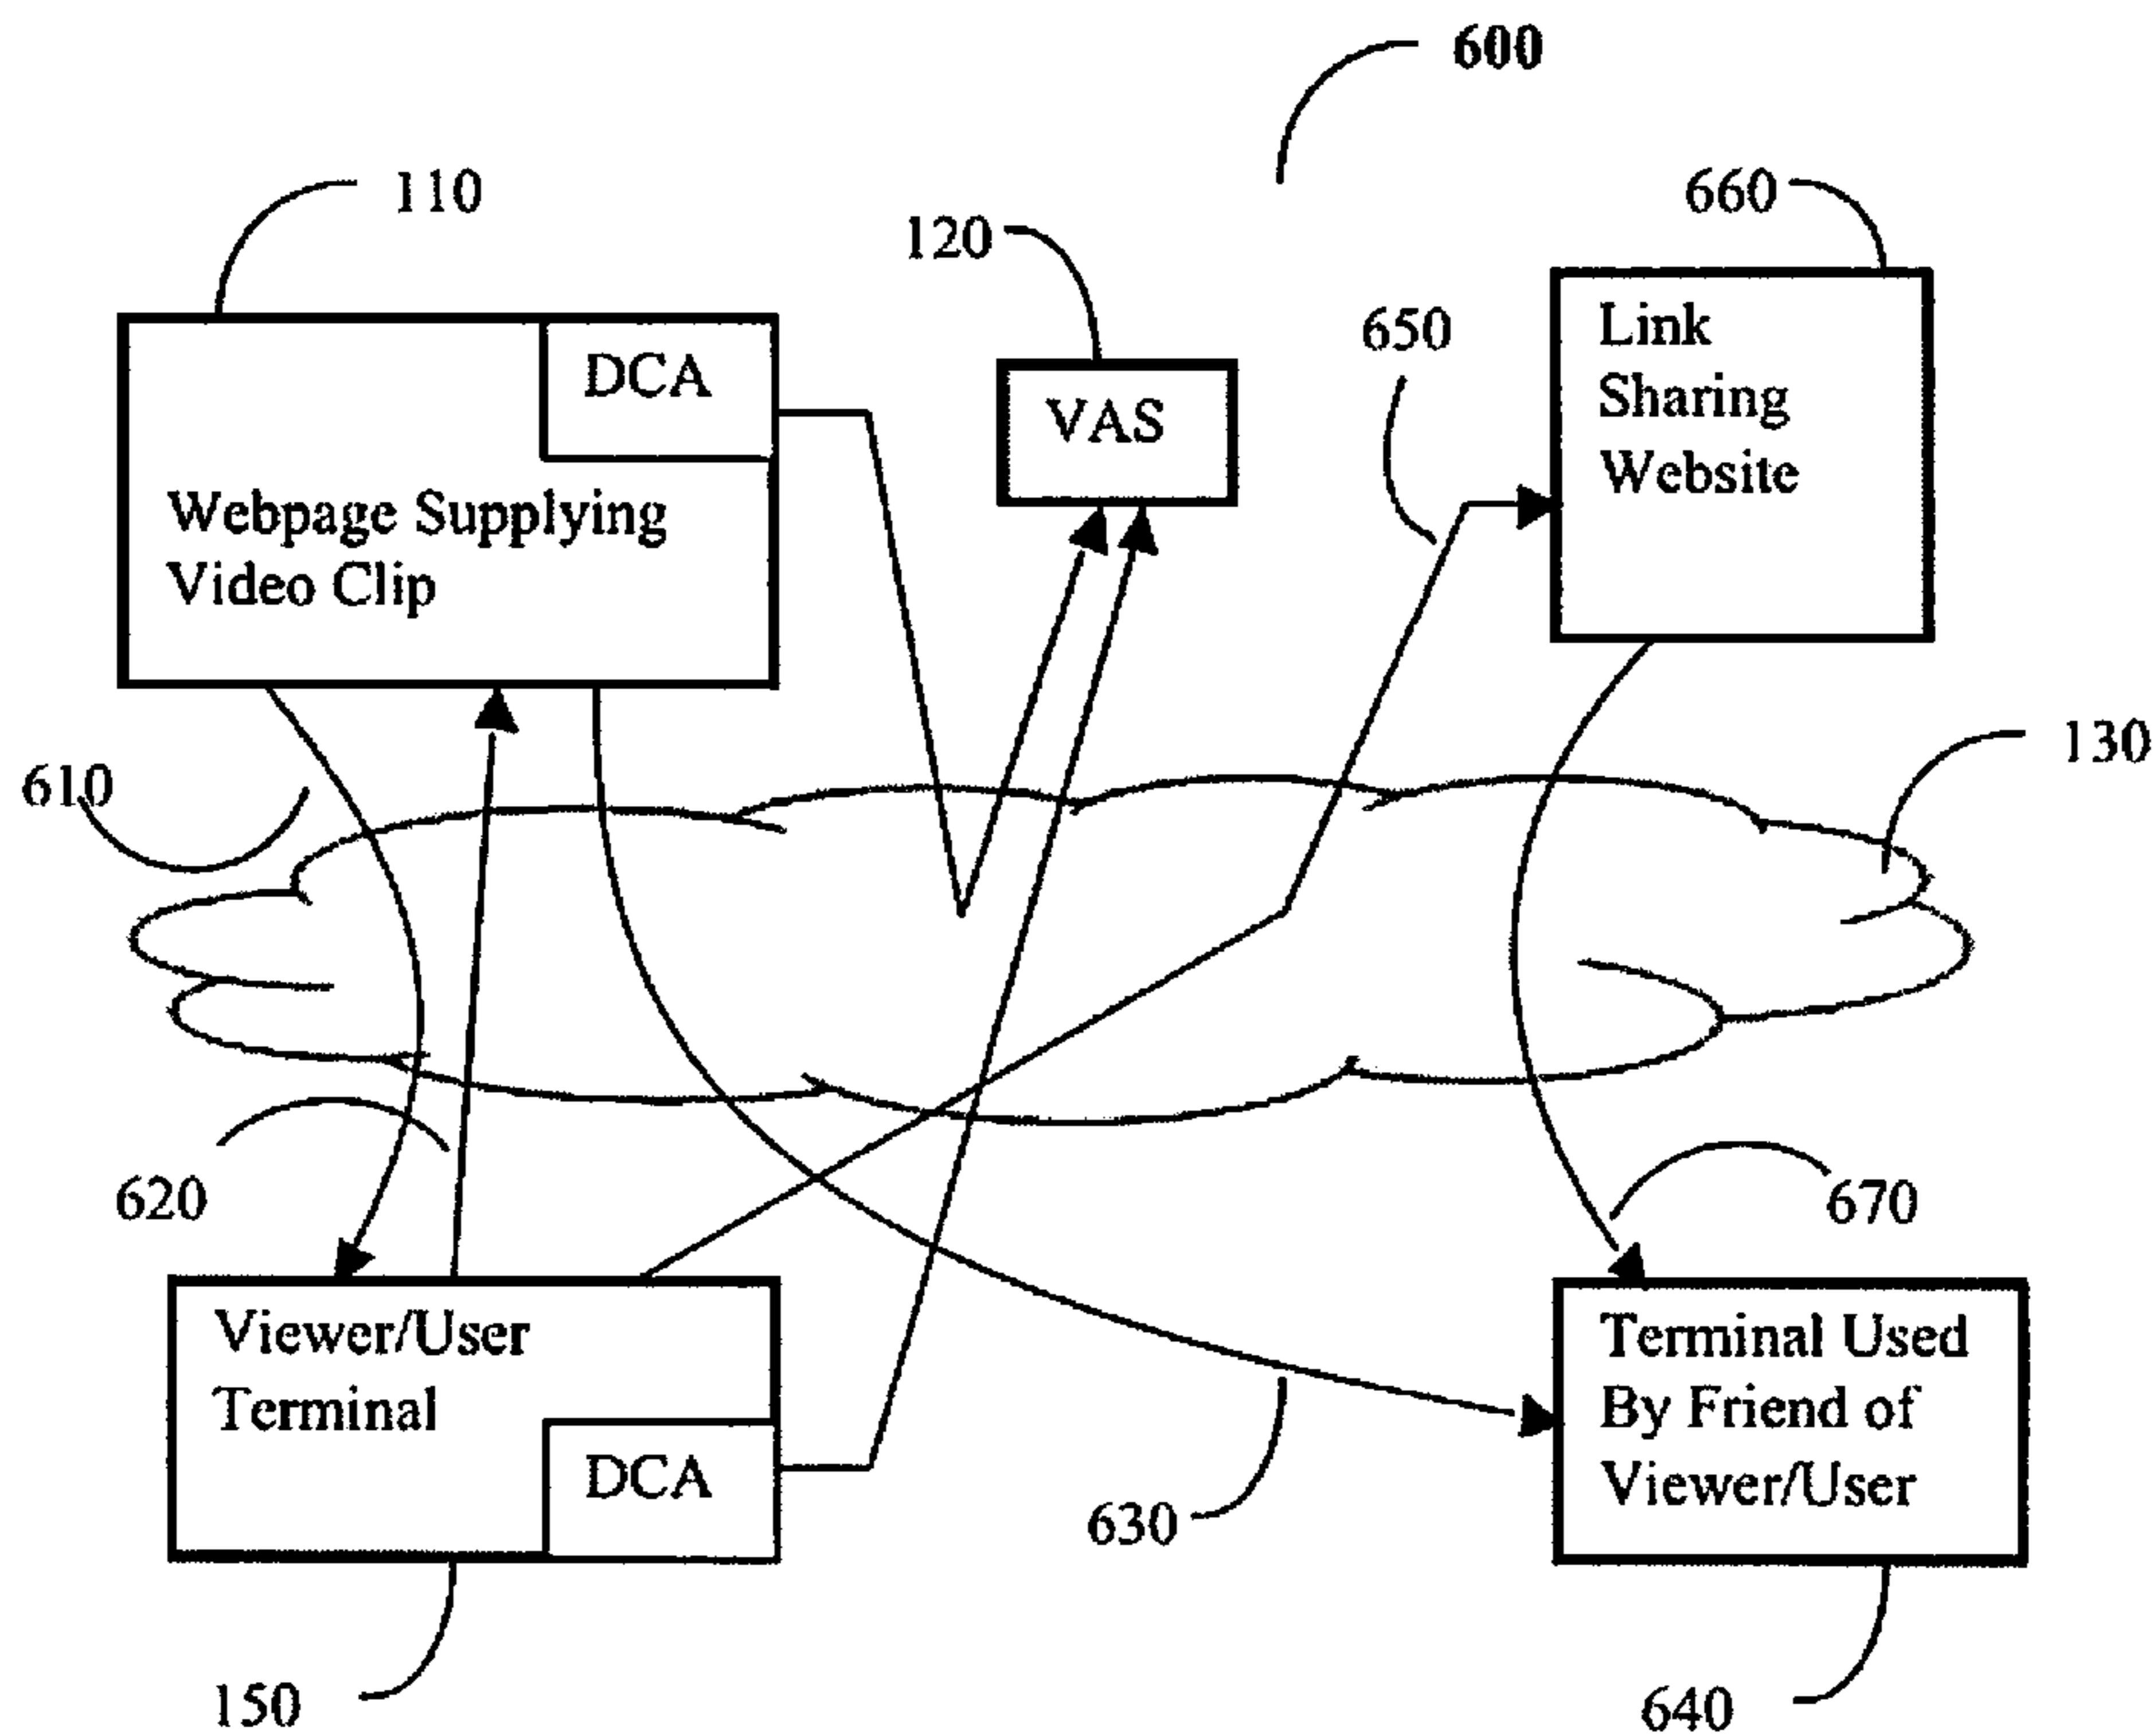 600
110
660
120
650
DCA
Link
Sharing
Website
VAS
Webpage Supplying
Video Clip
130
610
620
670
Viewer/User
Terminal
DCA
Terminal Used
By Friend of
Viewer/User
630
150
640